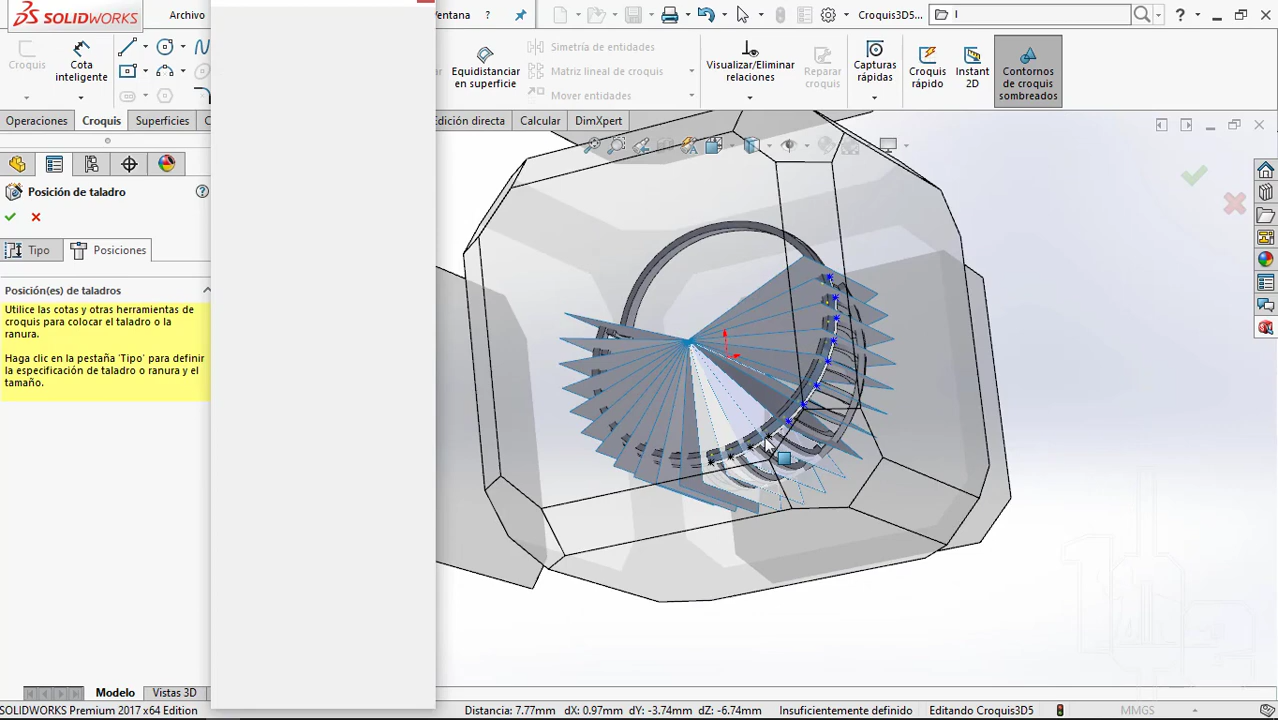 SOLIDWORKS
Archivo
Ventana
?
Croquis3D5...
l
?
Croquis
Cota
inteligente
Equidistanciar
en superficie
Simetría de entidades
Matriz lineal de croquis
Mover entidades
Visualizar/Eliminar
relaciones
Reparar
croquis
Capturas
rápidas
Croquis
rápido
Instant
2D
Contornos
de croquis
sombreados
Operaciones
Croquis
Superficies
C
Edición directa
Calcular
DimXpert
Posición de taladro
Tipo
Posiciones
Posición(es) de taladros
Utilice las cotas y otras herramientas de
croquis para colocar el taladro o la
ranura.
Haga clic en la pestaña 'Tipo' para definir
la especificación de taladro o ranura y el
tamaño.
Modelo
Vistas 3D
SOLIDWORKS Premium 2017 x64 Edition
Distancia: 7.77mm
dX: 0.97mm
dY: -3.74mm
dZ: -6.74mm
Insuficientemente definido
Editando Croquis3D5
MMGS